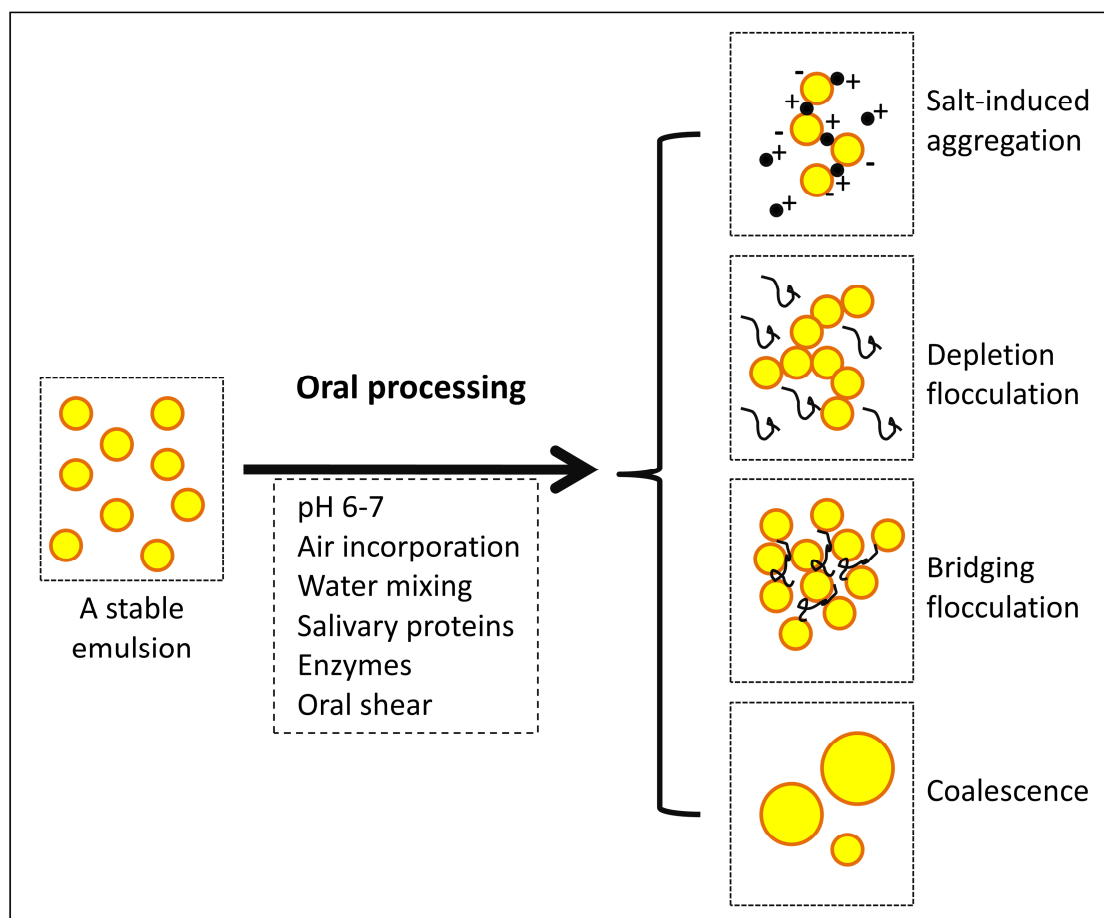 A stable
emulsion
Oral processing
pH 6-7
Air incorporation
Water mixing
Salivary proteins
Enzymes
Oral shear
-
+
+
+
-
+
-
+
+
-
+
Salt-induced
aggregation
Depletion
flocculation
Bridging
flocculation
Coalescence